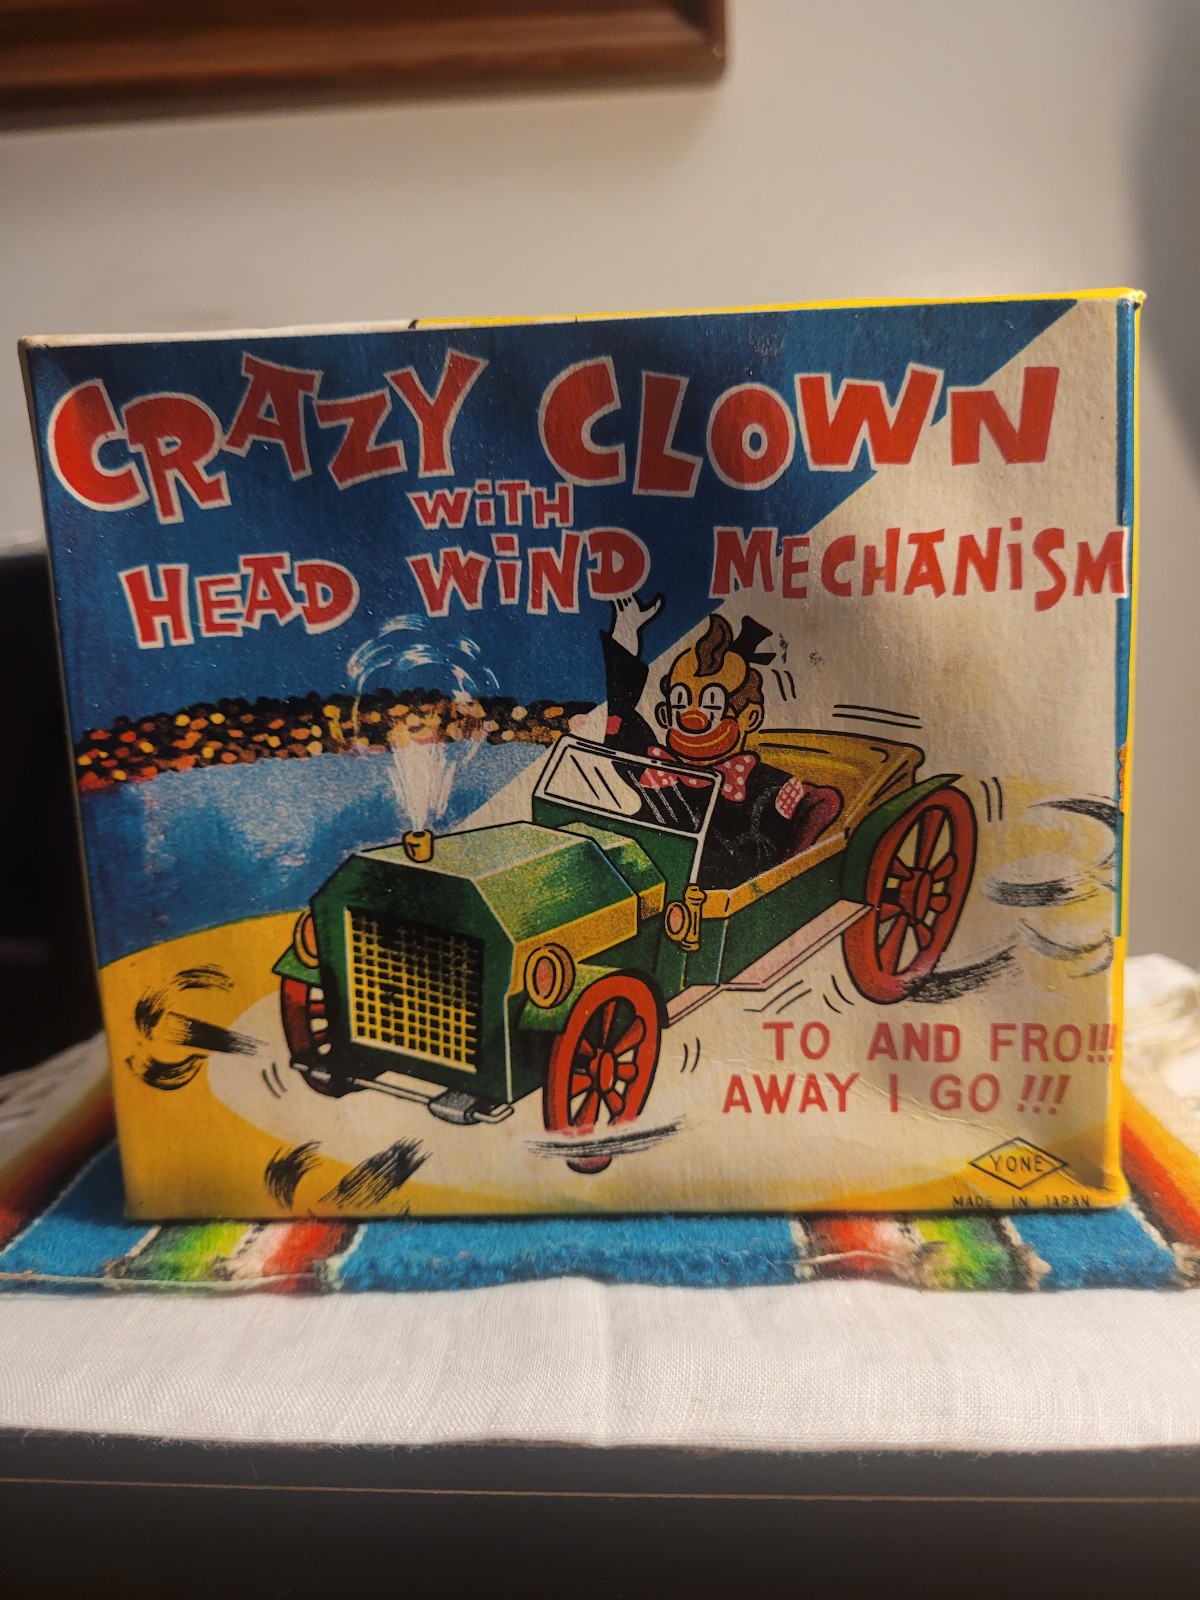 CRAZY CLOWN
WiTH
HEAD WiND MECHANiSM
TO AND FRO!!!
AWAY I GO!!!
YONE
MADE IN JAPAN